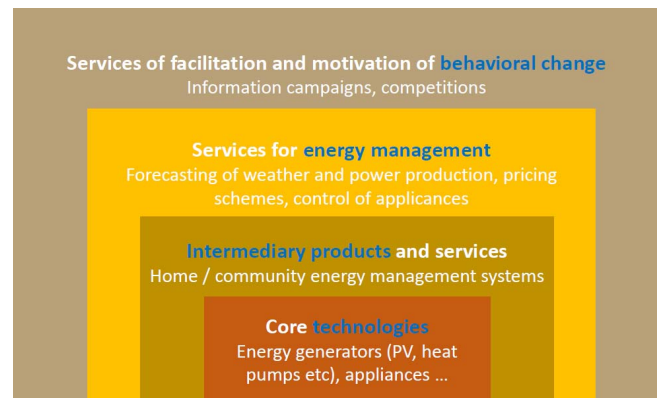 Services of facilitation and motivation of behavioral change
Information campaigns, competitions
Services for energy management
Forecasting of weather and power production, pricing
schemes, control of applicances
Intermediary products and services
Home / community energy management systems
Core technologies
Energy generators (PV, heat
pumps etc), appliances ...